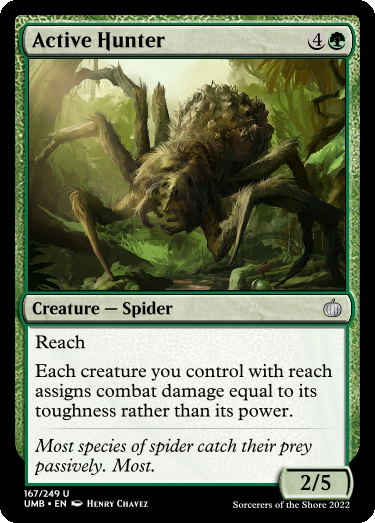 Active Hunter 4
Creature — Spider
Reach
Each creature you control with reach
assigns combat damage equal to its
toughness rather than its power.
Most species of spider catch their prey
passively. Most.
2/5
167/249 U
UMB • EN Henry Chavez
Sorcerers of the Shore 2022